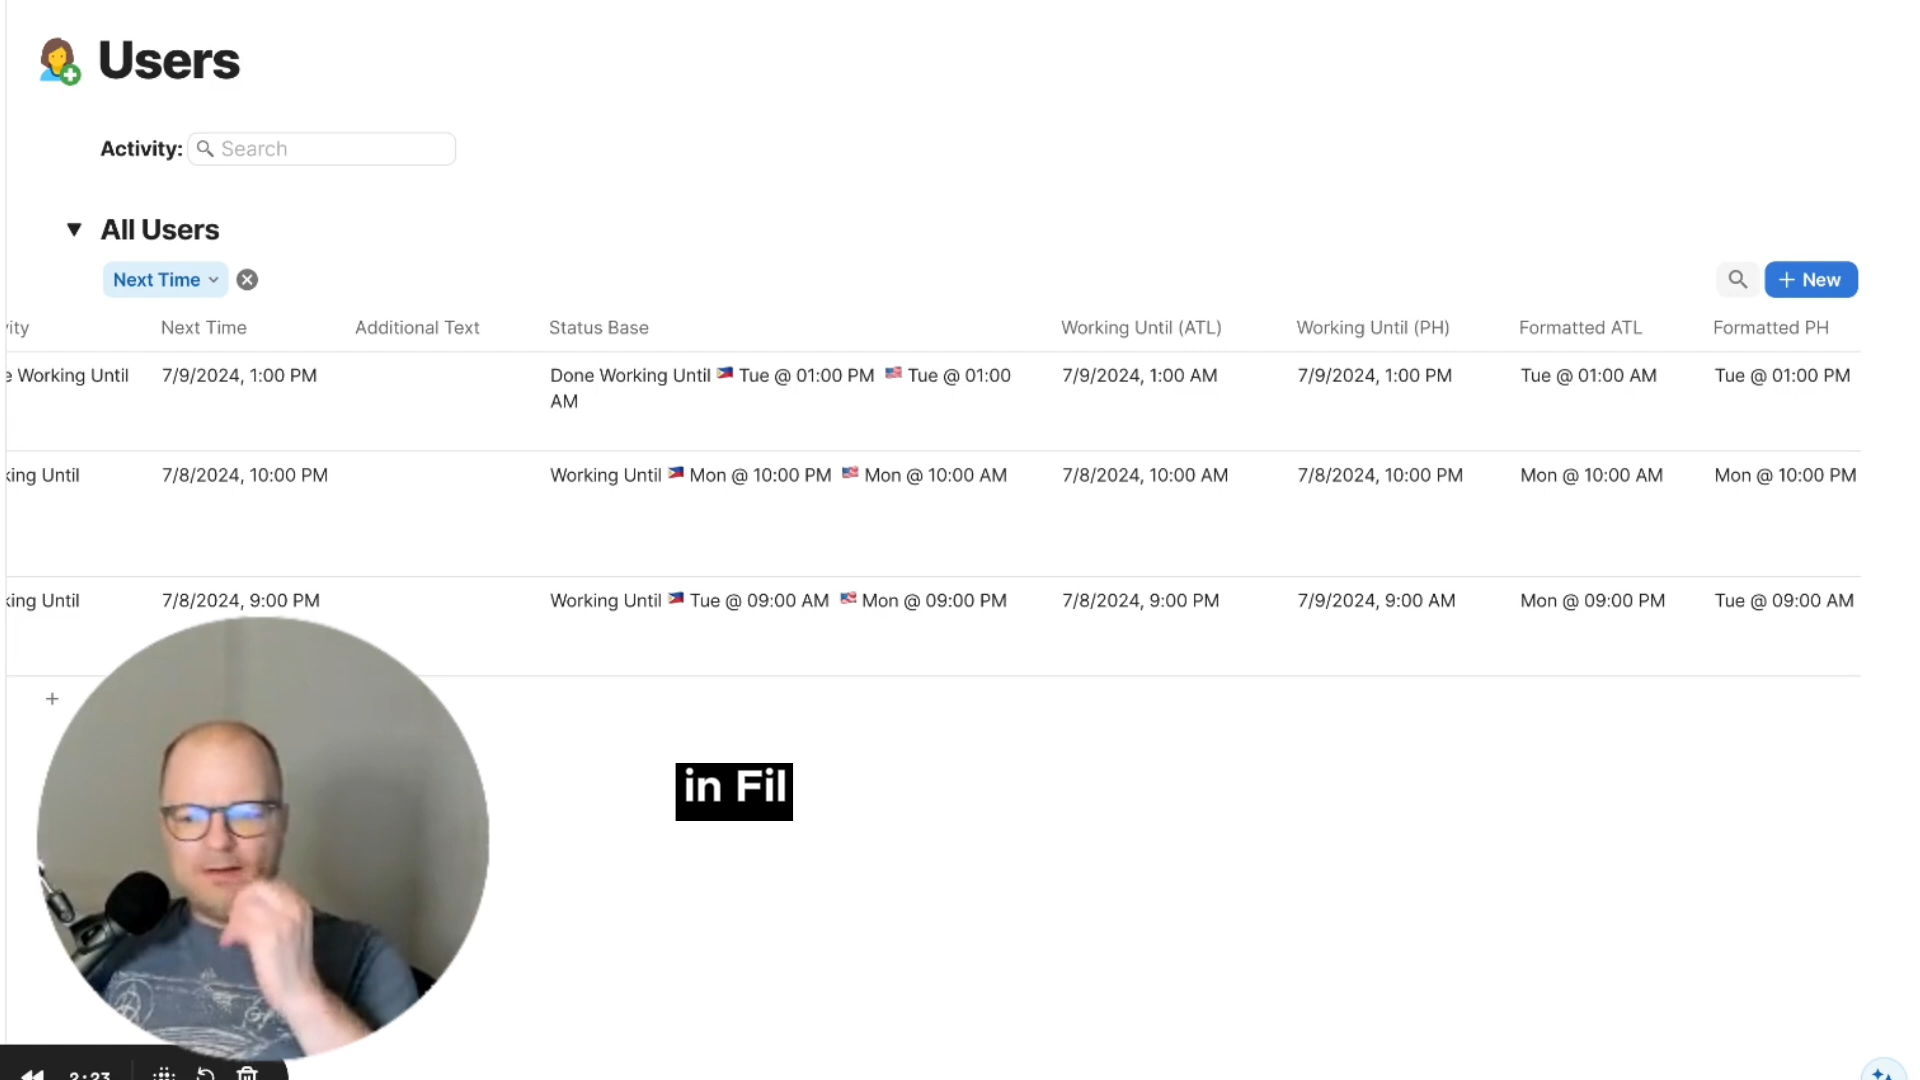 Users
Activity: Search
All Users
Next Time
New
ity Next Time Additional Text Status Base Working Until (ATL) Working Until (PH) Formatted ATL Formatted PH
e Working Until 7/9/2024, 1:00 PM Done Working Until 🇵🇭 Tue @ 01:00 PM 🇺🇸 Tue @ 01:00 7/9/2024, 1:00 AM 7/9/2024, 1:00 PM Tue @ 01:00 AM Tue @ 01:00 PM
AM
king Until 7/8/2024, 10:00 PM Working Until 🇵🇭 Mon @ 10:00 PM 🇺🇸 Mon @ 10:00 AM 7/8/2024, 10:00 AM 7/8/2024, 10:00 PM Mon @ 10:00 AM Mon @ 10:00 PM
king Until 7/8/2024, 9:00 PM Working Until 🇵🇭 Tue @ 09:00 AM 🇺🇸 Mon @ 09:00 PM 7/8/2024, 9:00 PM 7/9/2024, 9:00 AM Mon @ 09:00 PM Tue @ 09:00 AM
in Fil
2:23